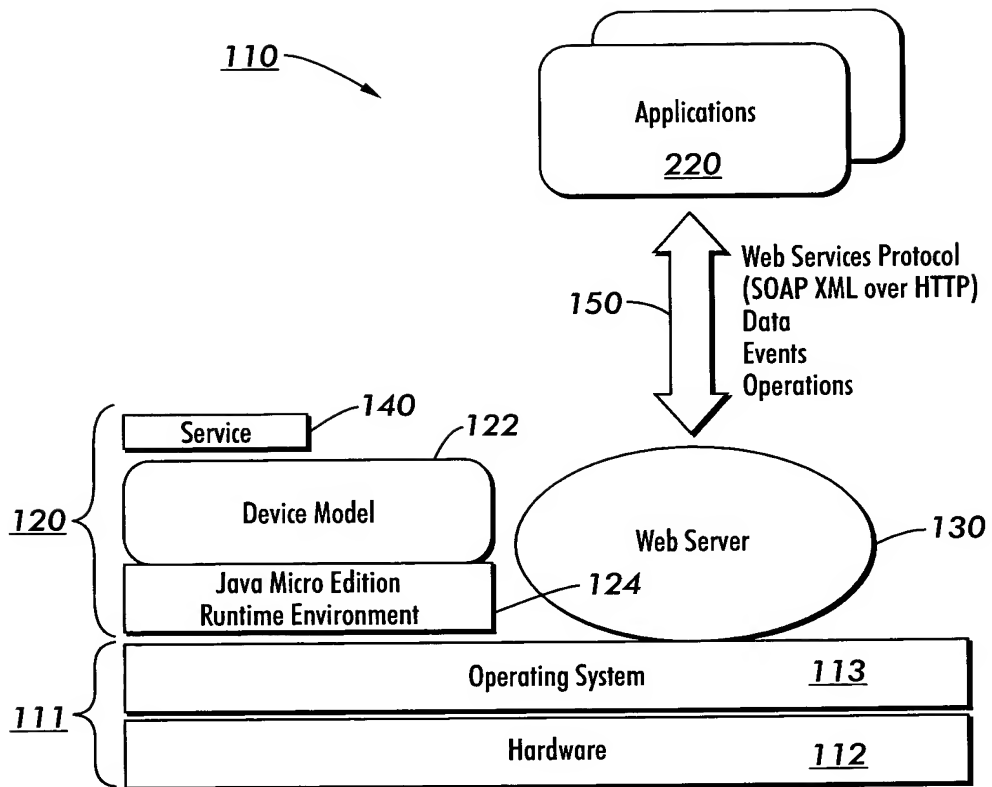 110
Applications
220
150
Web Services Protocol
(SOAP XML over HTTP)
Data
Events
Operations
120
Service
140
122
Device Model
Java Micro Edition
Runtime Environment
124
Web Server
130
111
Operating System
113
Hardware
112